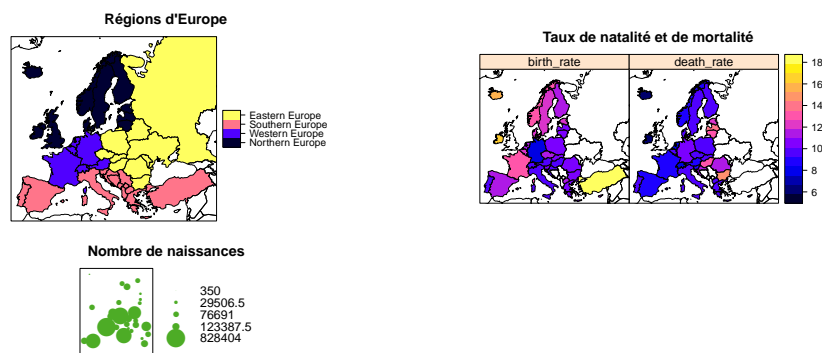 Régions d'Europe
Eastern Europe
Southern Europe
Western Europe
Northern Europe
Taux de natalité et de mortalité
birth_rate death_rate
18
16
14
12
10
8
6
Nombre de naissances
350
29506.5
76691
123387.5
828404